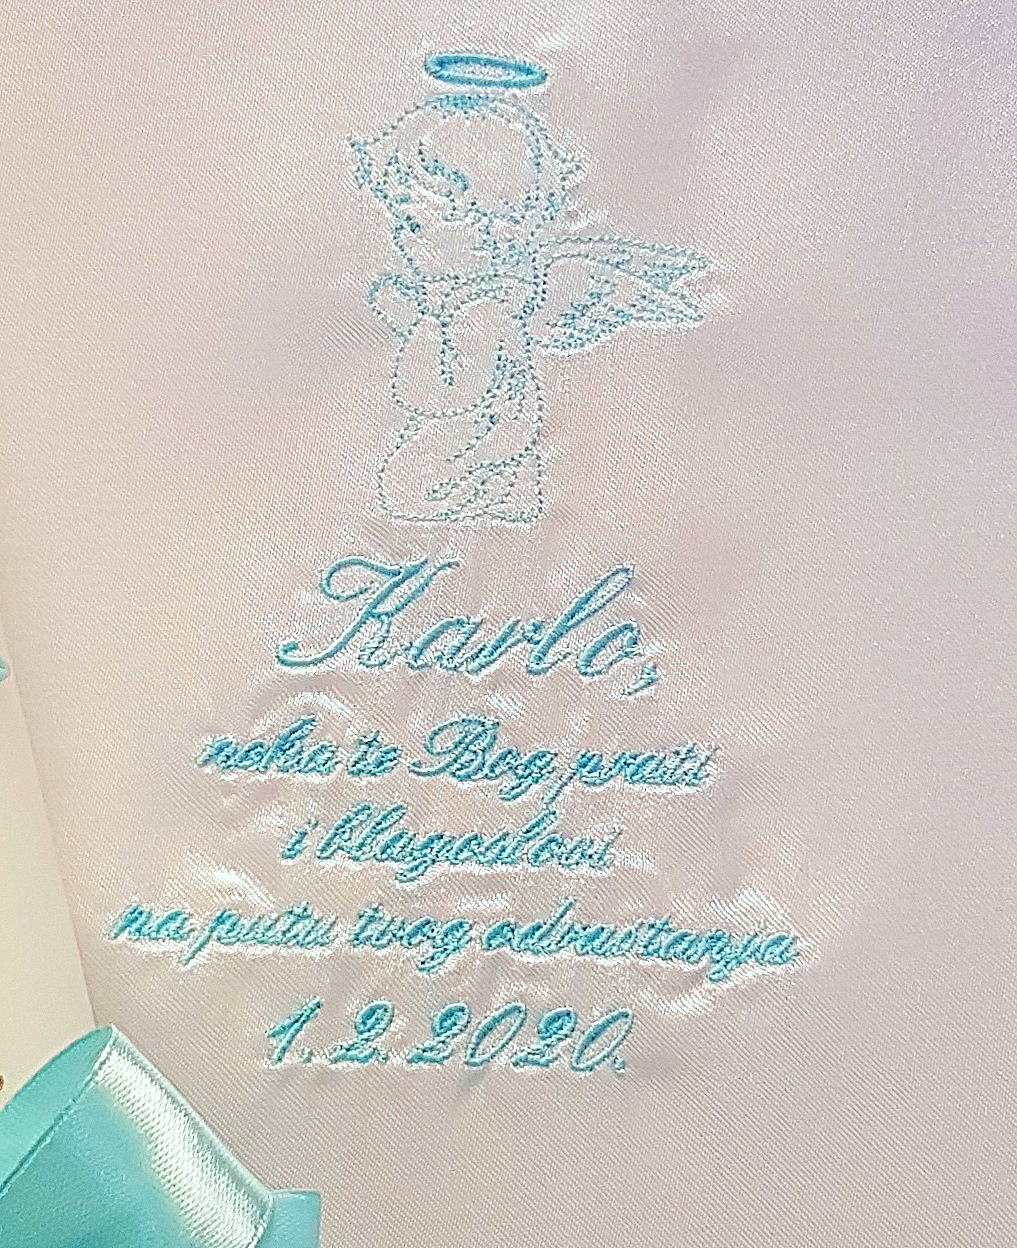 Karlo,
neka te Bog prati
i blagoslovi
na putu tvog odrastanja
1.2.2020.